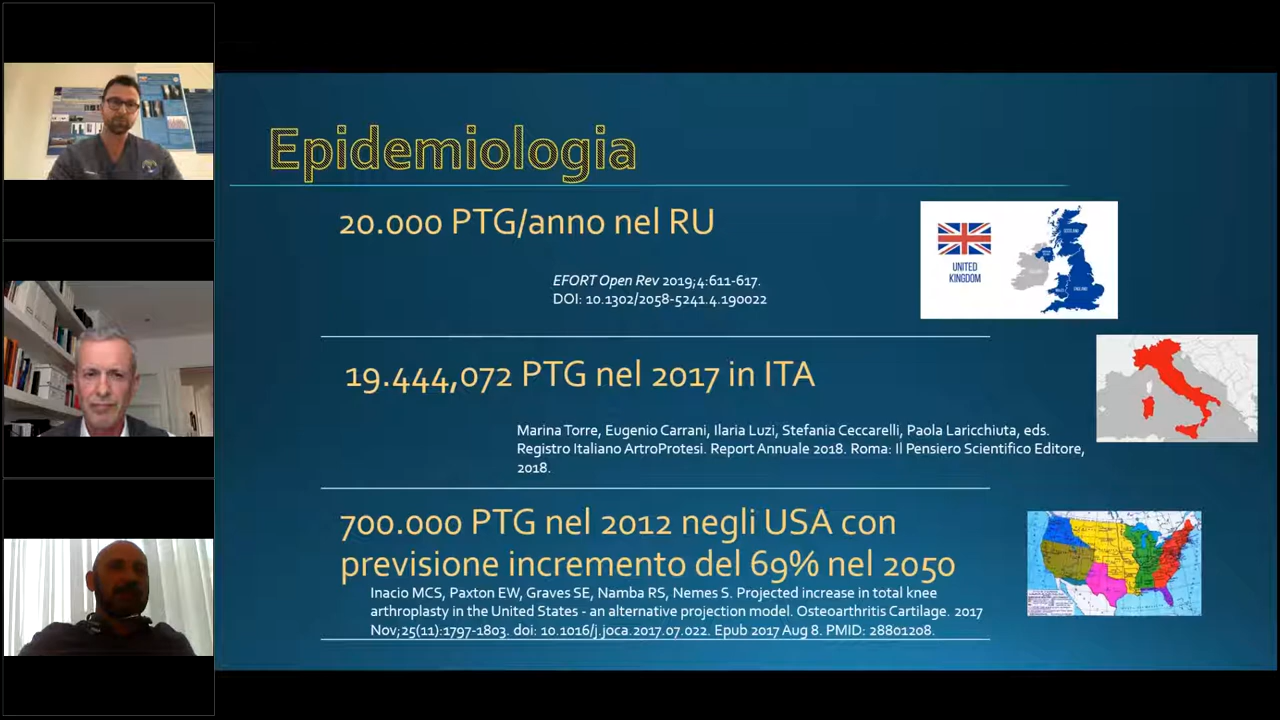 Epidemiologia
20.000 PTG/anno nel RU
EFORT Open Rev 2019;4:611-617.
DOI: 10.1302/2058-5241.4.190022
UNITED
KINGDOM
SCOTLAND
ENGLAND
19.444,072 PTG nel 2017 in ITA
Marina Torre, Eugenio Carrani, Ilaria Luzi, Stefania Ceccarelli, Paola Laricchiuta, eds.
Registro Italiano ArtroProtesi. Report Annuale 2018. Roma: Il Pensiero Scientifico Editore,
2018.
700.000 PTG nel 2012 negli USA con
previsione incremento del 69% nel 2050
Inacio MCS, Paxton EW, Graves SE, Namba RS, Nemes S. Projected increase in total knee
arthroplasty in the United States - an alternative projection model. Osteoarthritis Cartilage. 2017
Nov;25(11):1797-1803. doi: 10.1016/j.joca.2017.07.022. Epub 2017 Aug 8. PMID: 28801208.